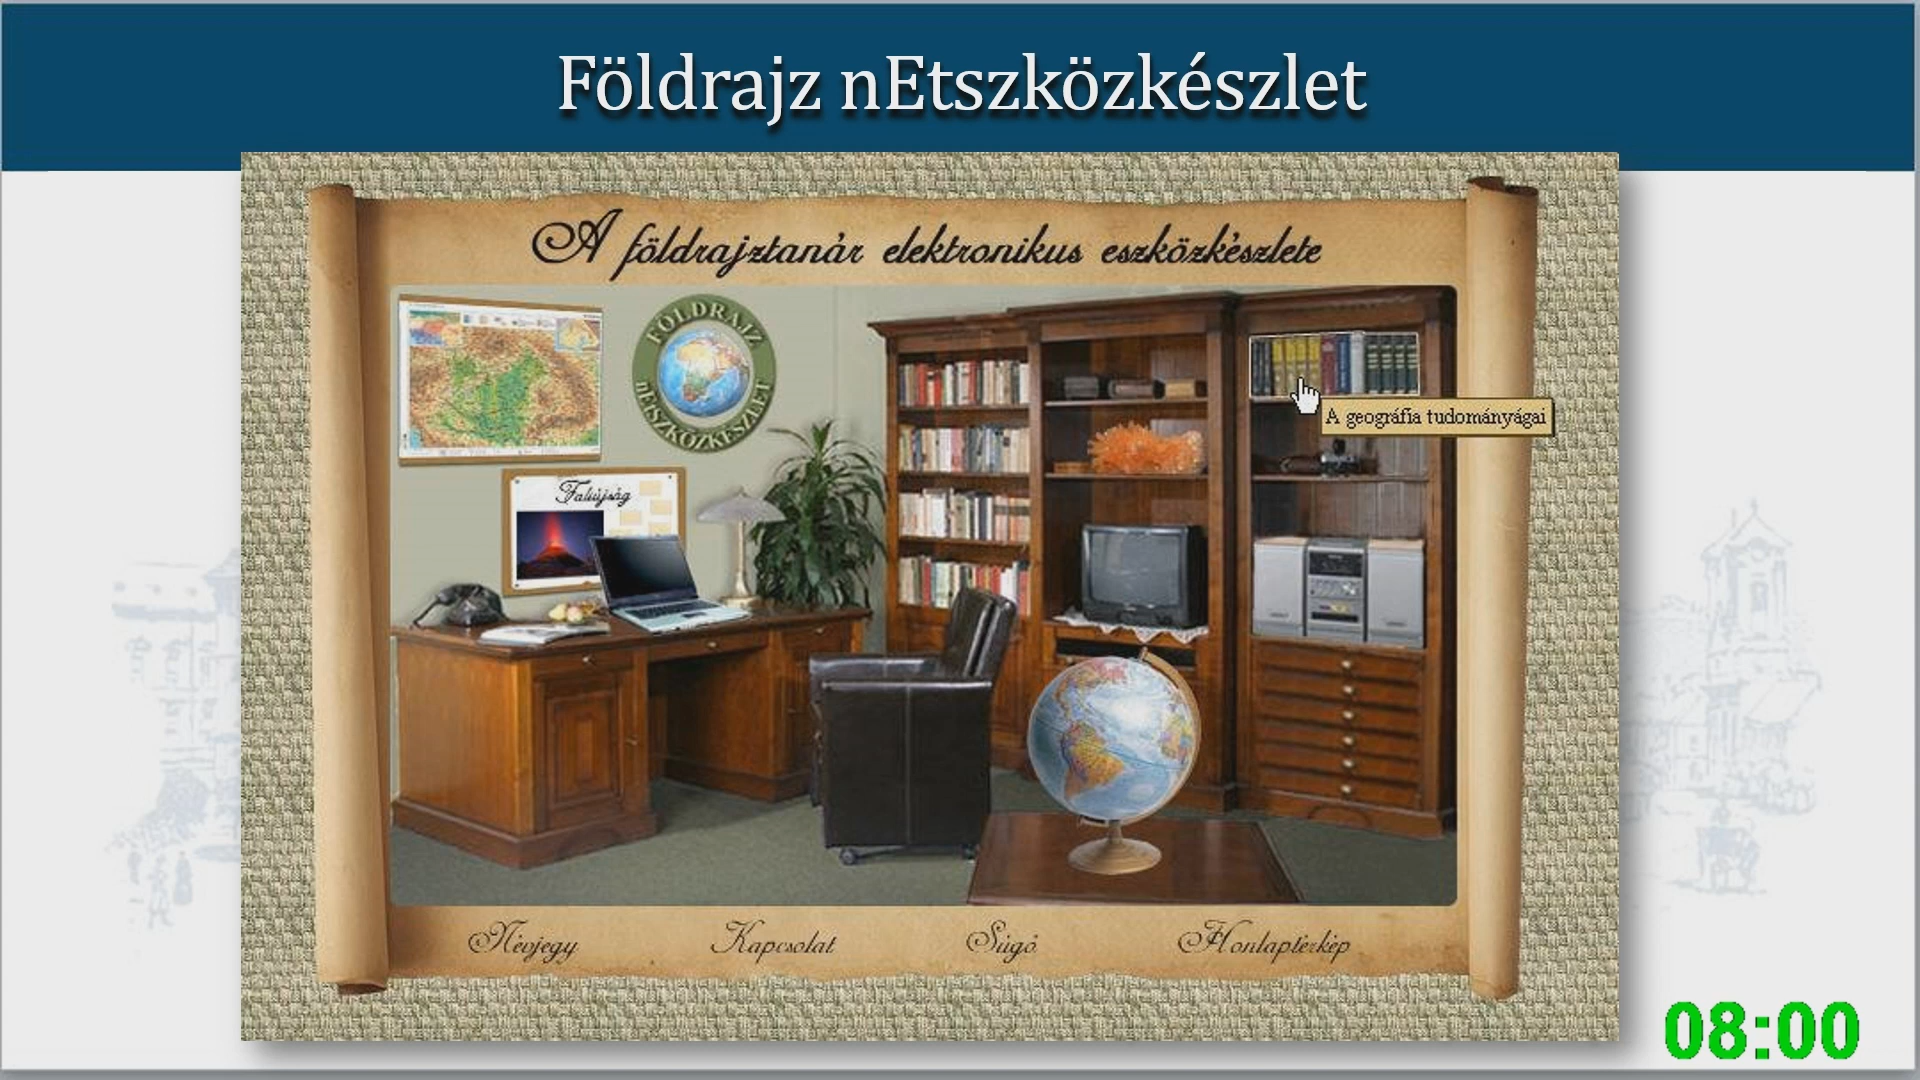 Földrajz nEtszközkészlet
A földrajztanár elektronikus eszközkészlete
FÖLDRAJZ
nETSZKÖZKÉSZLET
A geográfia tudományágai
Faliújság
Névjegy
Kapcsolat
Súgó
Honlaptérkép
08:00